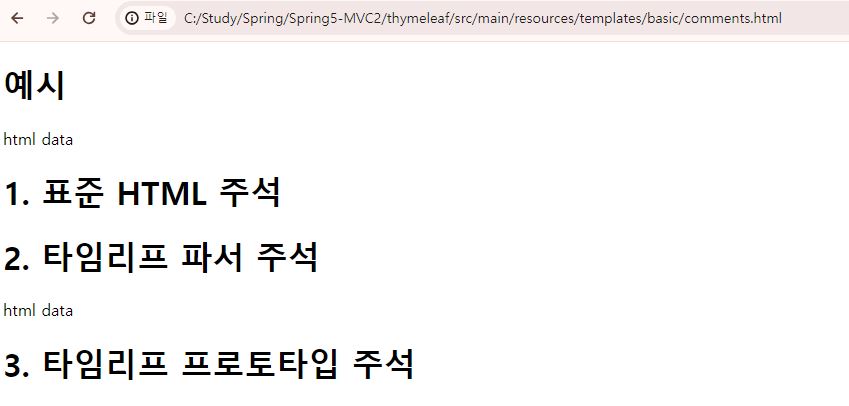 파일 C:/Study/Spring/Spring5-MVC2/thymeleaf/src/main/resources/templates/basic/comments.html
예시
html data
1. 표준 HTML 주석
2. 타임리프 파서 주석
html data
3. 타임리프 프로토타입 주석